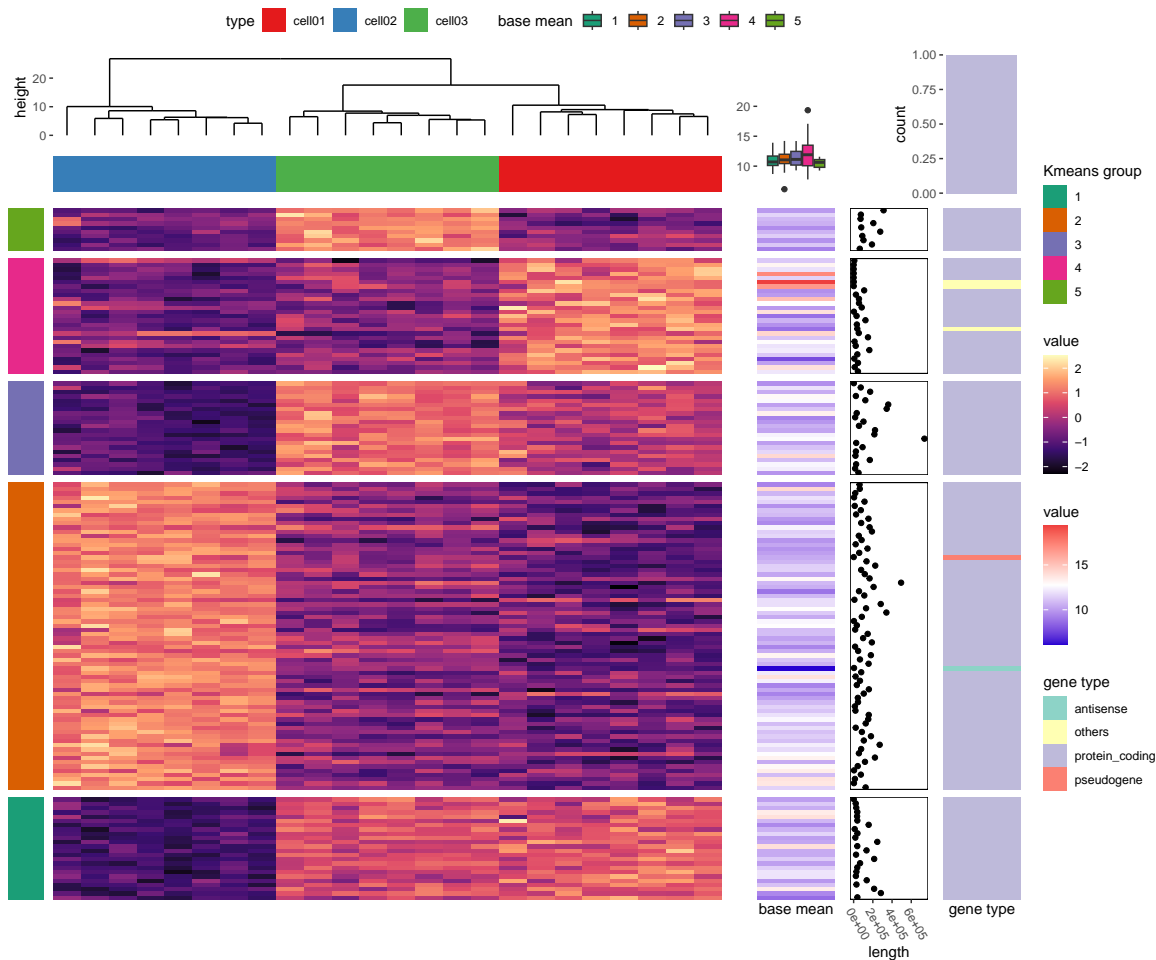 type cell01 cell02 cell03 base mean 1 2 3 4 5
height
20
10
0
20
15
10
count
1.00
0.75
0.50
0.25
0.00
Kmeans group
1
2
3
4
5
value
2
1
0
−1
−2
value
15
10
gene type
antisense
others
protein_coding
pseudogene
base mean
0e+00
2e+05
4e+05
6e+05
length
gene type